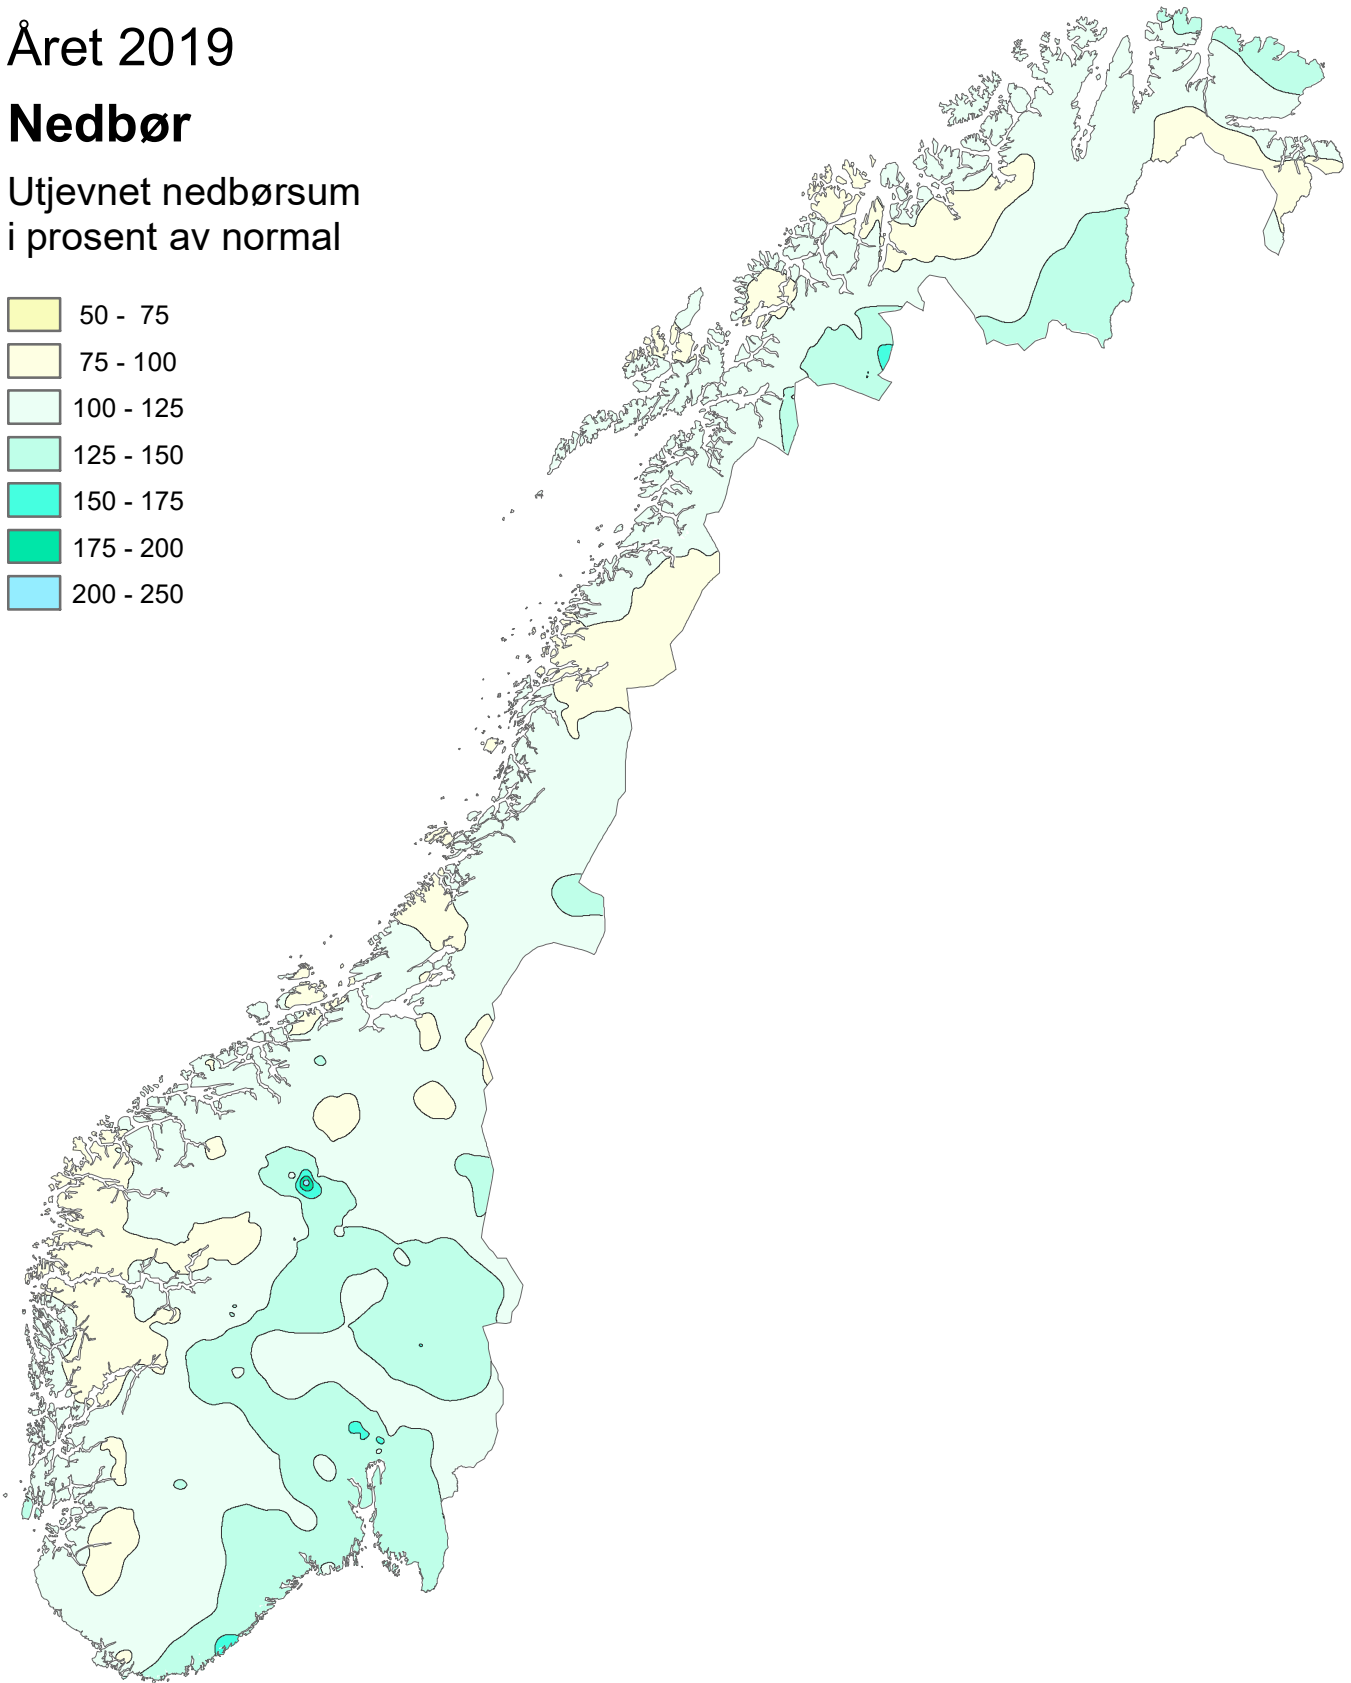 Året 2019
Nedbør
Utjevnet nedbørsum
i prosent av normal
50 - 75
75 - 100
100 - 125
125 - 150
150 - 175
175 - 200
200 - 250